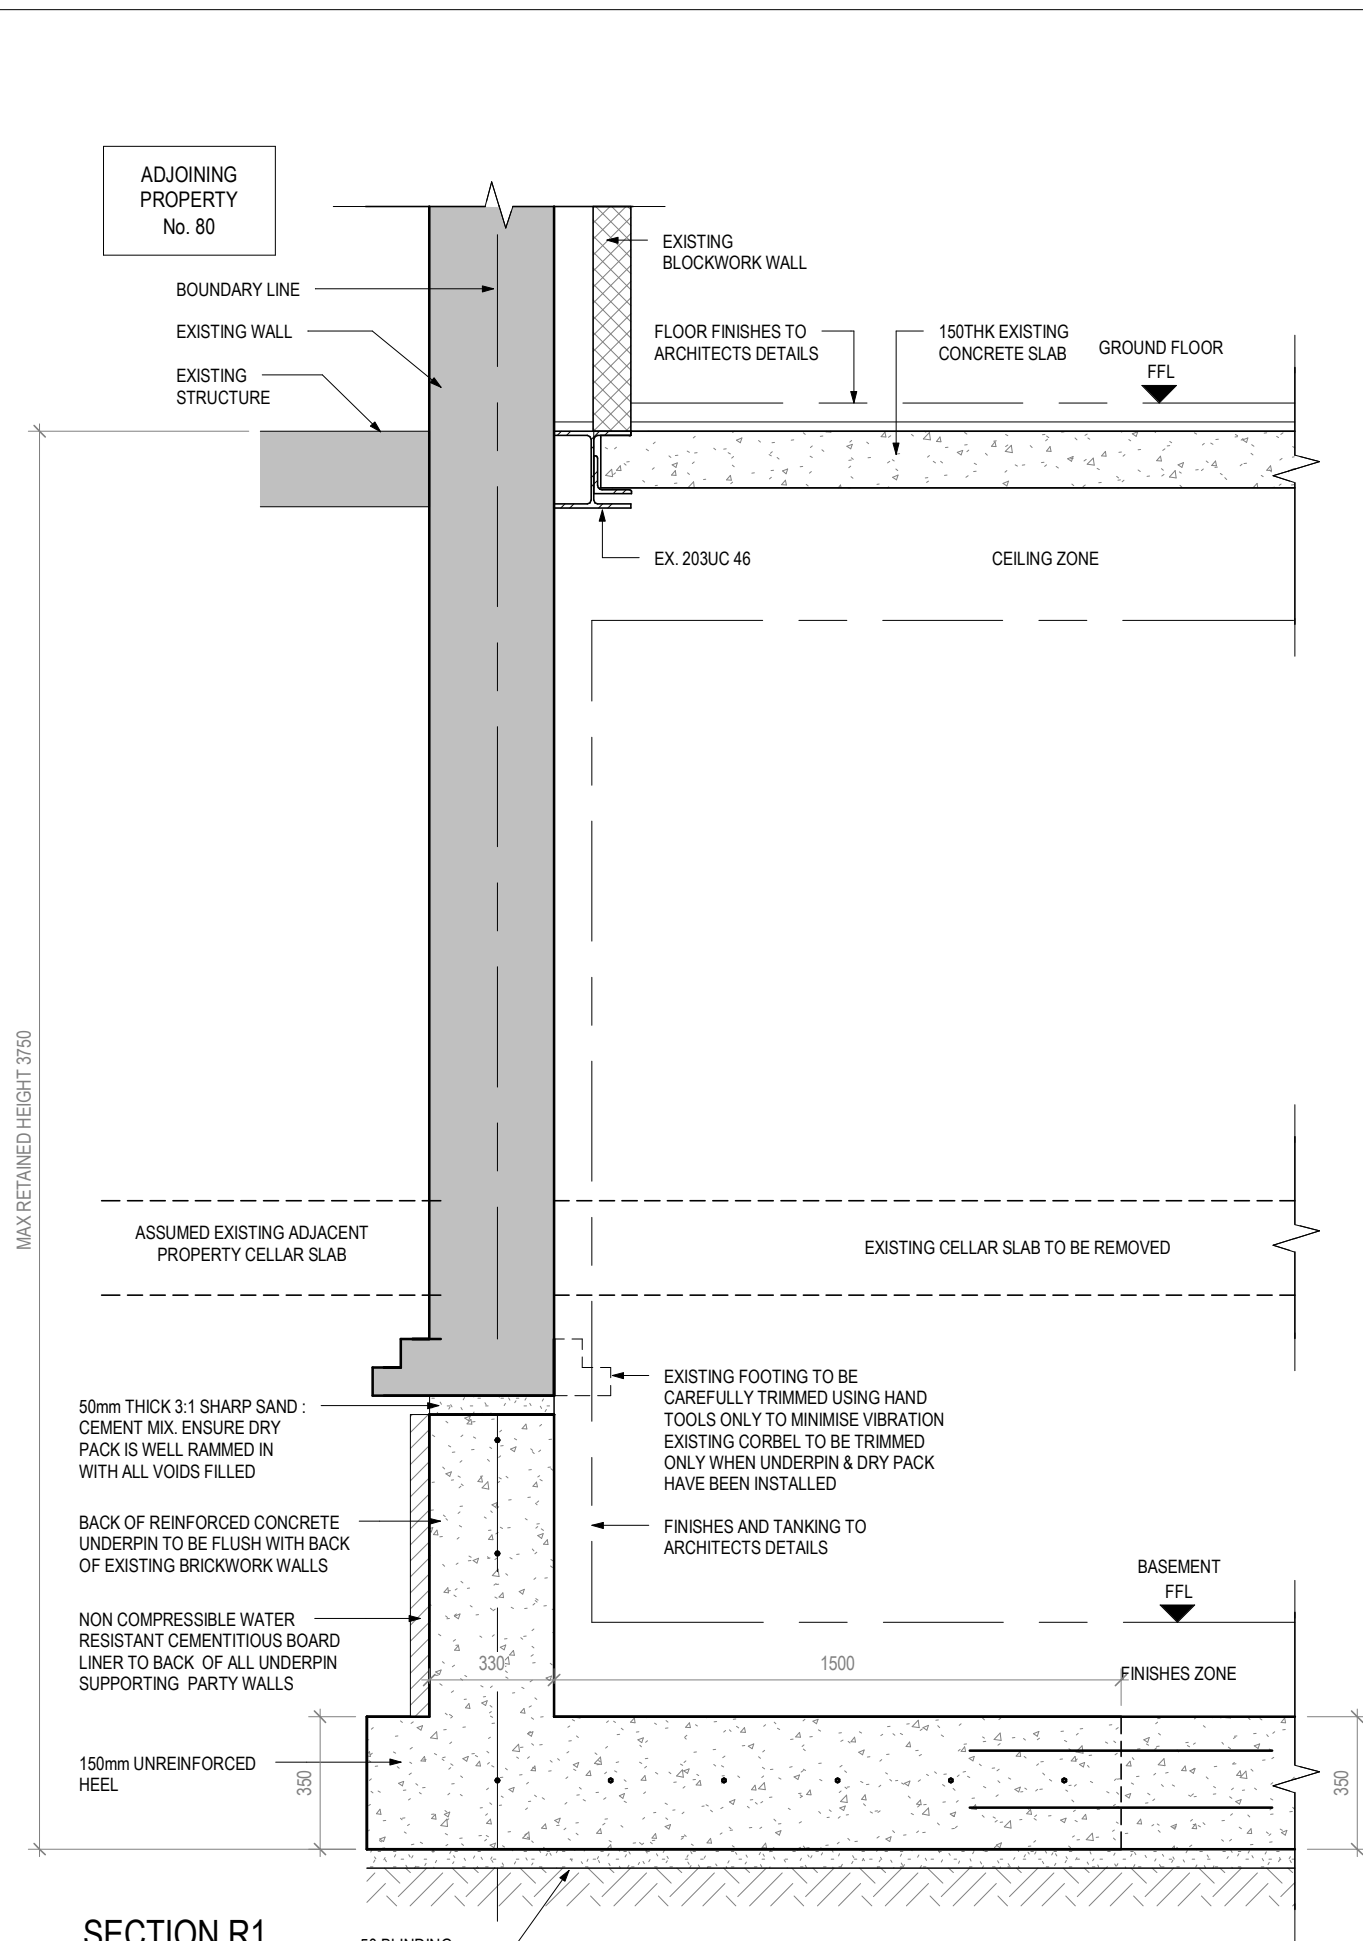 ADJOINING
PROPERTY
No. 80
BOUNDARY LINE
EXISTING WALL
EXISTING
STRUCTURE
EXISTING
BLOCKWORK WALL
FLOOR FINISHES TO
ARCHITECTS DETAILS
150THK EXISTING
CONCRETE SLAB
GROUND FLOOR
FFL
EX. 203UC 46
CEILING ZONE
MAX RETAINED HEIGHT 3750
ASSUMED EXISTING ADJACENT
PROPERTY CELLAR SLAB
EXISTING CELLAR SLAB TO BE REMOVED
50mm THICK 3:1 SHARP SAND :
CEMENT MIX. ENSURE DRY
PACK IS WELL RAMMED IN
WITH ALL VOIDS FILLED
EXISTING FOOTING TO BE
CAREFULLY TRIMMED USING HAND
TOOLS ONLY TO MINIMISE VIBRATION
EXISTING CORBEL TO BE TRIMMED
ONLY WHEN UNDERPIN & DRY PACK
HAVE BEEN INSTALLED
BACK OF REINFORCED CONCRETE
UNDERPIN TO BE FLUSH WITH BACK
OF EXISTING BRICKWORK WALLS
FINISHES AND TANKING TO
ARCHITECTS DETAILS
BASEMENT
FFL
NON COMPRESSIBLE WATER
RESISTANT CEMENTITIOUS BOARD
LINER TO BACK OF ALL UNDERPIN
SUPPORTING PARTY WALLS
330
1500
FINISHES ZONE
150mm UNREINFORCED
HEEL
350
350
SECTION R1
50 BLINDING